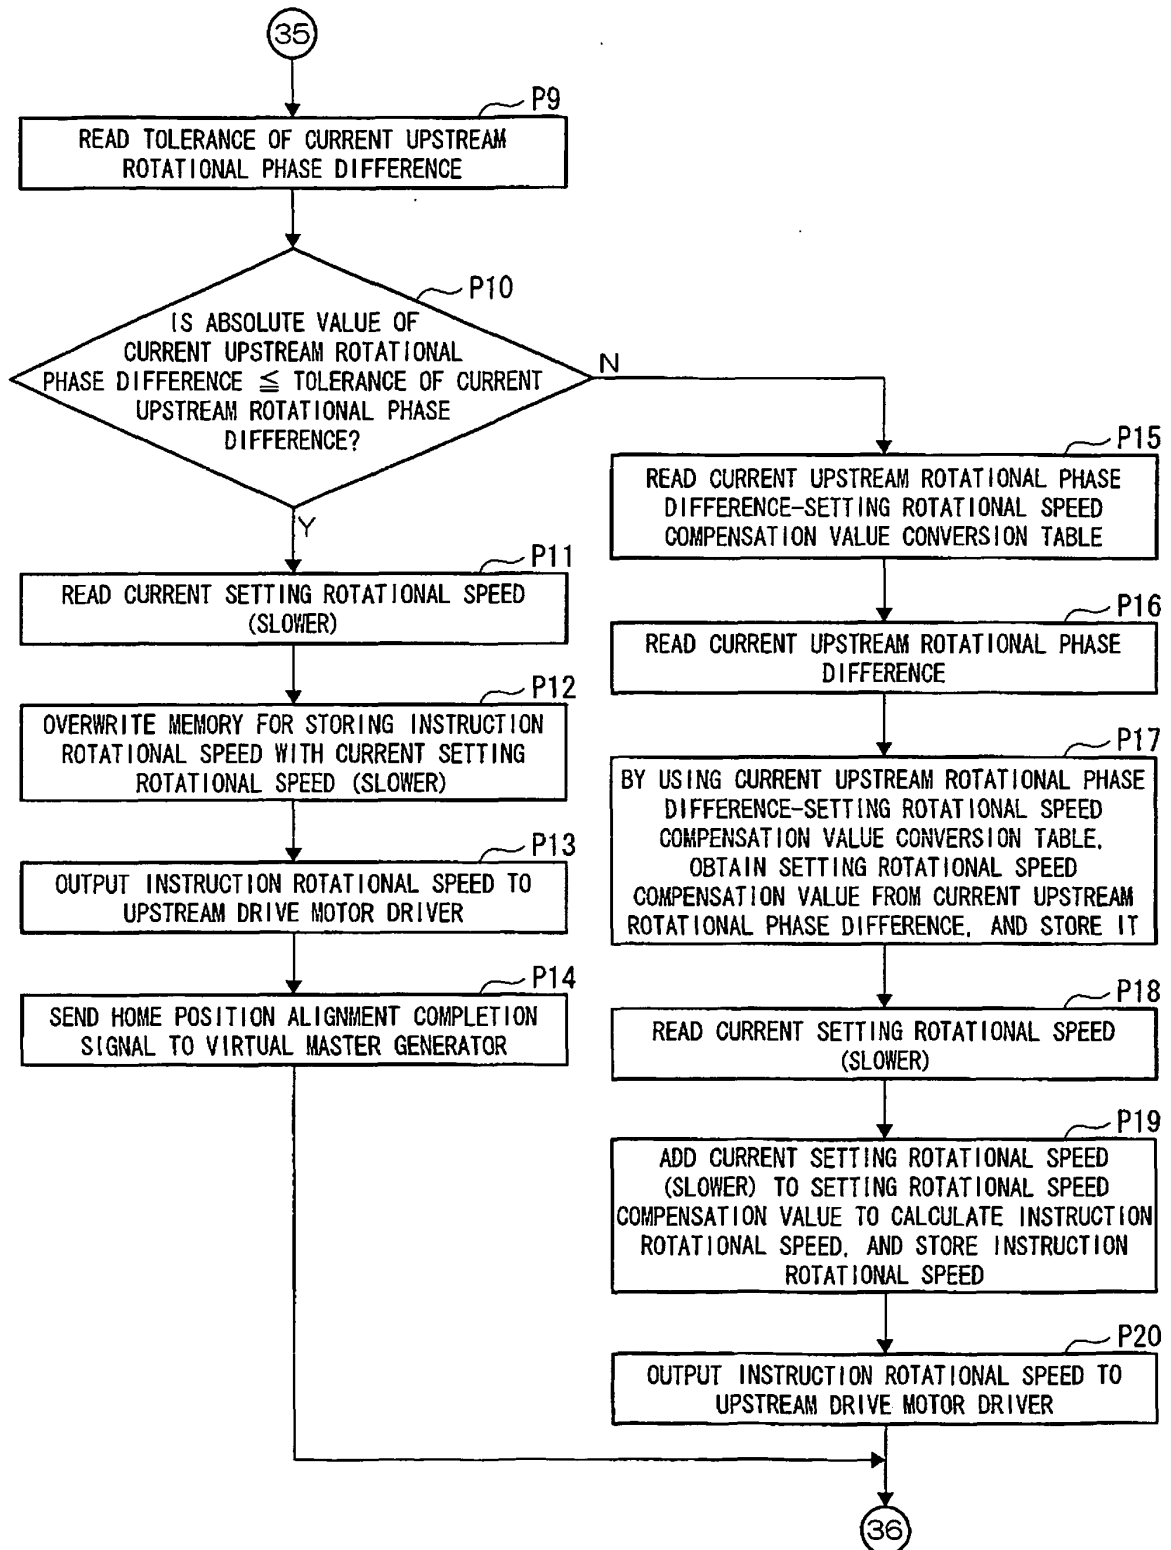 35
P9
READ TOLERANCE OF CURRENT UPSTREAM
ROTATIONAL PHASE DIFFERENCE
P10
IS ABSOLUTE VALUE OF
CURRENT UPSTREAM ROTATIONAL
PHASE DIFFERENCE ≦ TOLERANCE OF CURRENT
UPSTREAM ROTATIONAL PHASE
DIFFERENCE?
N
Y
P11
READ CURRENT SETTING ROTATIONAL SPEED
(SLOWER)
P12
OVERWRITE MEMORY FOR STORING INSTRUCTION
ROTATIONAL SPEED WITH CURRENT SETTING
ROTATIONAL SPEED (SLOWER)
P13
OUTPUT INSTRUCTION ROTATIONAL SPEED TO
UPSTREAM DRIVE MOTOR DRIVER
P14
SEND HOME POSITION ALIGNMENT COMPLETION
SIGNAL TO VIRTUAL MASTER GENERATOR
P15
READ CURRENT UPSTREAM ROTATIONAL PHASE
DIFFERENCE-SETTING ROTATIONAL SPEED
COMPENSATION VALUE CONVERSION TABLE
P16
READ CURRENT UPSTREAM ROTATIONAL PHASE
DIFFERENCE
P17
BY USING CURRENT UPSTREAM ROTATIONAL PHASE
DIFFERENCE-SETTING ROTATIONAL SPEED
COMPENSATION VALUE CONVERSION TABLE,
OBTAIN SETTING ROTATIONAL SPEED
COMPENSATION VALUE FROM CURRENT UPSTREAM
ROTATIONAL PHASE DIFFERENCE, AND STORE IT
P18
READ CURRENT SETTING ROTATIONAL SPEED
(SLOWER)
P19
ADD CURRENT SETTING ROTATIONAL SPEED
(SLOWER) TO SETTING ROTATIONAL SPEED
COMPENSATION VALUE TO CALCULATE INSTRUCTION
ROTATIONAL SPEED, AND STORE INSTRUCTION
ROTATIONAL SPEED
P20
OUTPUT INSTRUCTION ROTATIONAL SPEED TO
UPSTREAM DRIVE MOTOR DRIVER
36